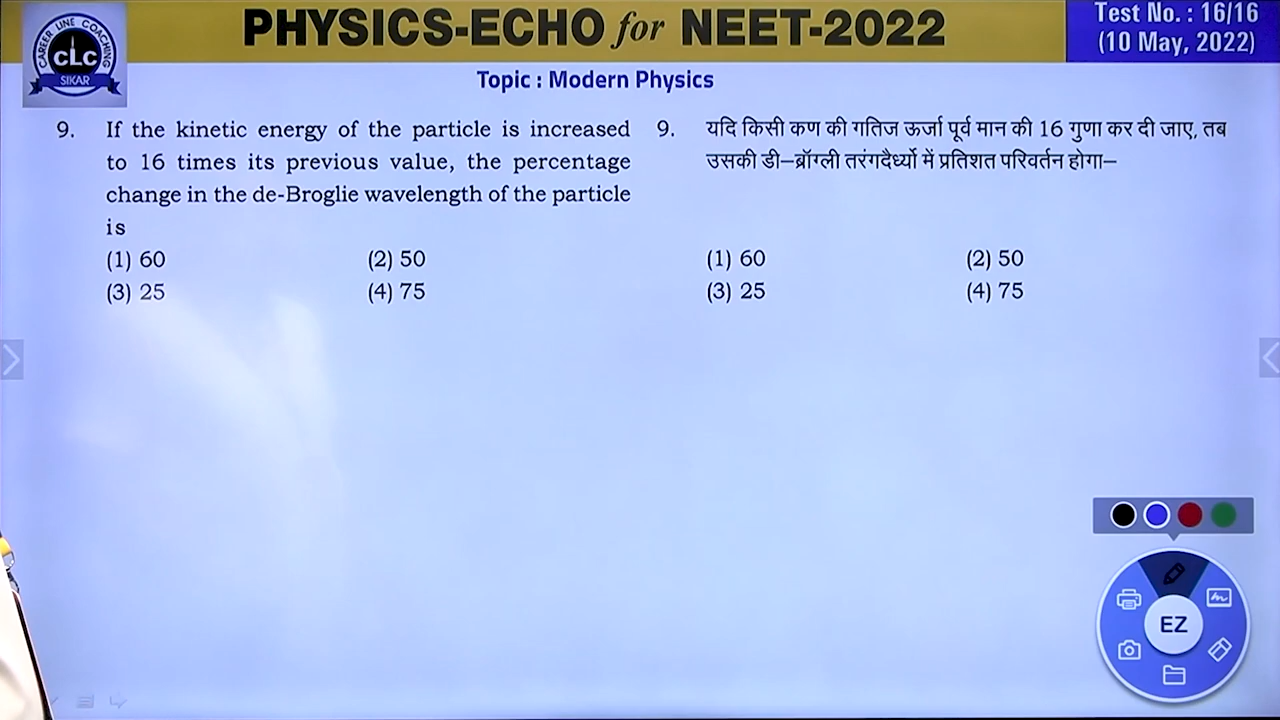 PHYSICS-ECHO for NEET-2022
Test No. : 16/16
(10 May, 2022)
CAREER LINE COACHING
CLC
SIKAR
Topic : Modern Physics
9. If the kinetic energy of the particle is increased
to 16 times its previous value, the percentage
change in the de-Broglie wavelength of the particle
is
(1) 60 (2) 50
(3) 25 (4) 75
9. यदि किसी कण की गतिज ऊर्जा पूर्व मान की 16 गुणा कर दी जाए, तब
उसकी डी–ब्रॉग्ली तरंगदैर्ध्यो में प्रतिशत परिवर्तन होगा–
(1) 60 (2) 50
(3) 25 (4) 75
EZ